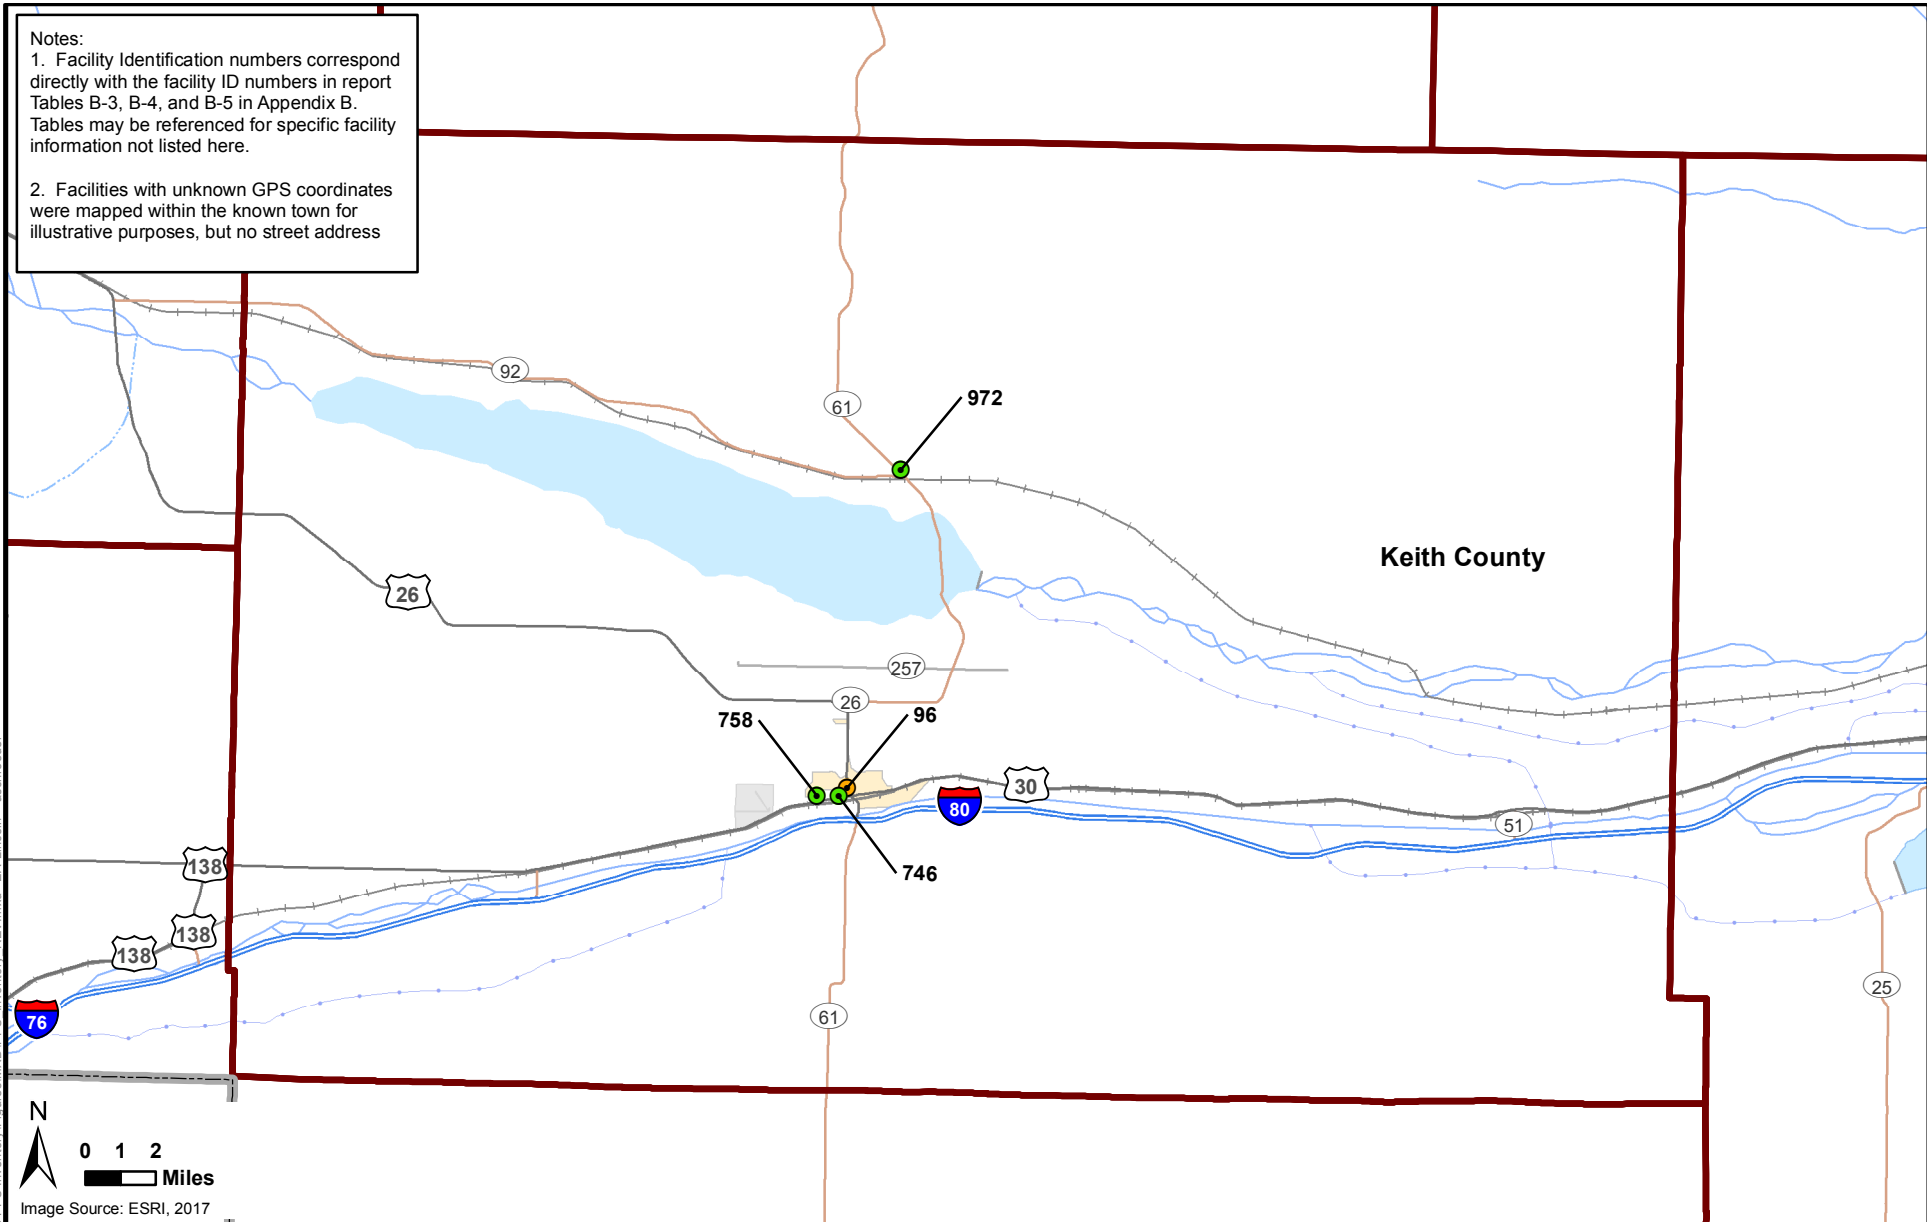 Notes:
1. Facility Identification numbers correspond
directly with the facility ID numbers in report
Tables B-3, B-4, and B-5 in Appendix B.
Tables may be referenced for specific facility
information not listed here.
2. Facilities with unknown GPS coordinates
were mapped within the known town for
illustrative purposes, but no street address
92
61
972
Keith County
26
257
26
758
96
30
80
51
138
746
138
138
25
76
61
N
0 1 2
Miles
Image Source: ESRI, 2017